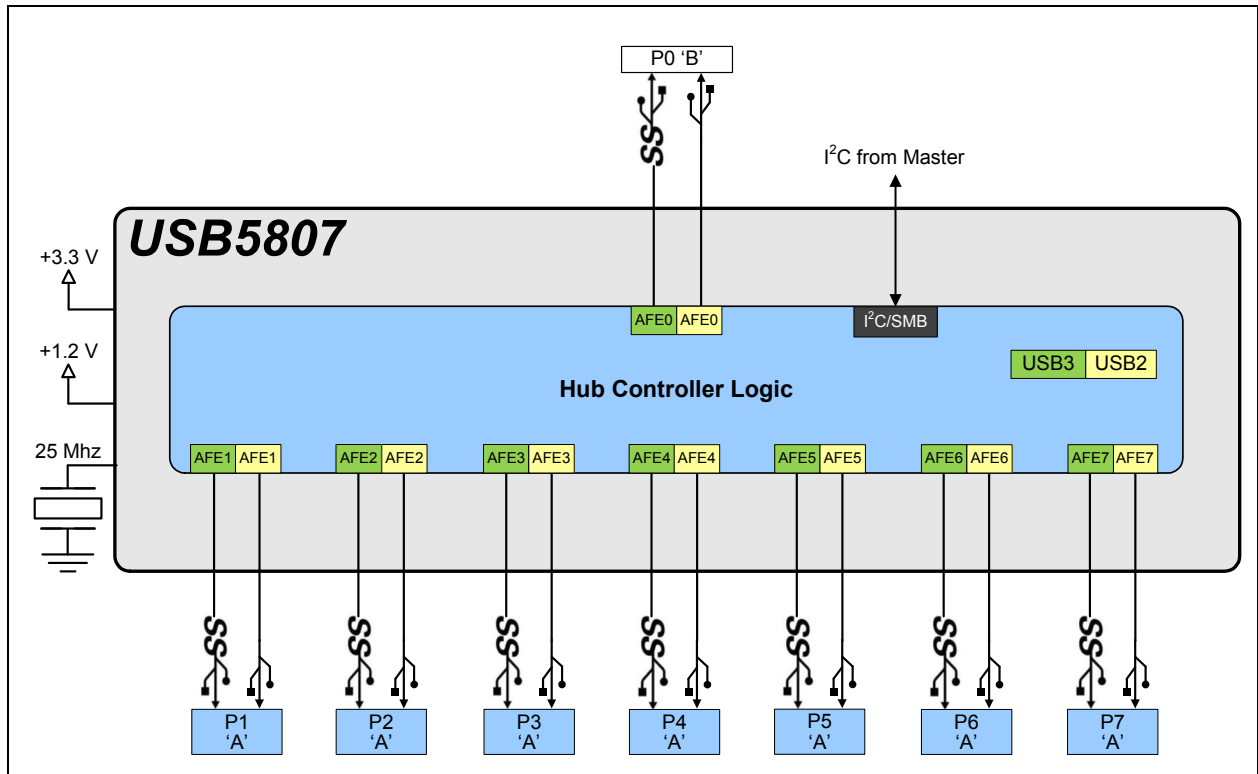 P0 ‘B’
SS
I²C from Master
USB5807
+3.3 V
AFE0 AFE0
I²C/SMB
+1.2 V
USB3 USB2
Hub Controller Logic
25 Mhz
AFE1 AFE1 AFE2 AFE2 AFE3 AFE3 AFE4 AFE4 AFE5 AFE5 AFE6 AFE6 AFE7 AFE7
SS SS SS SS SS SS SS
P1
‘A’
P2
‘A’
P3
‘A’
P4
‘A’
P5
‘A’
P6
‘A’
P7
‘A’